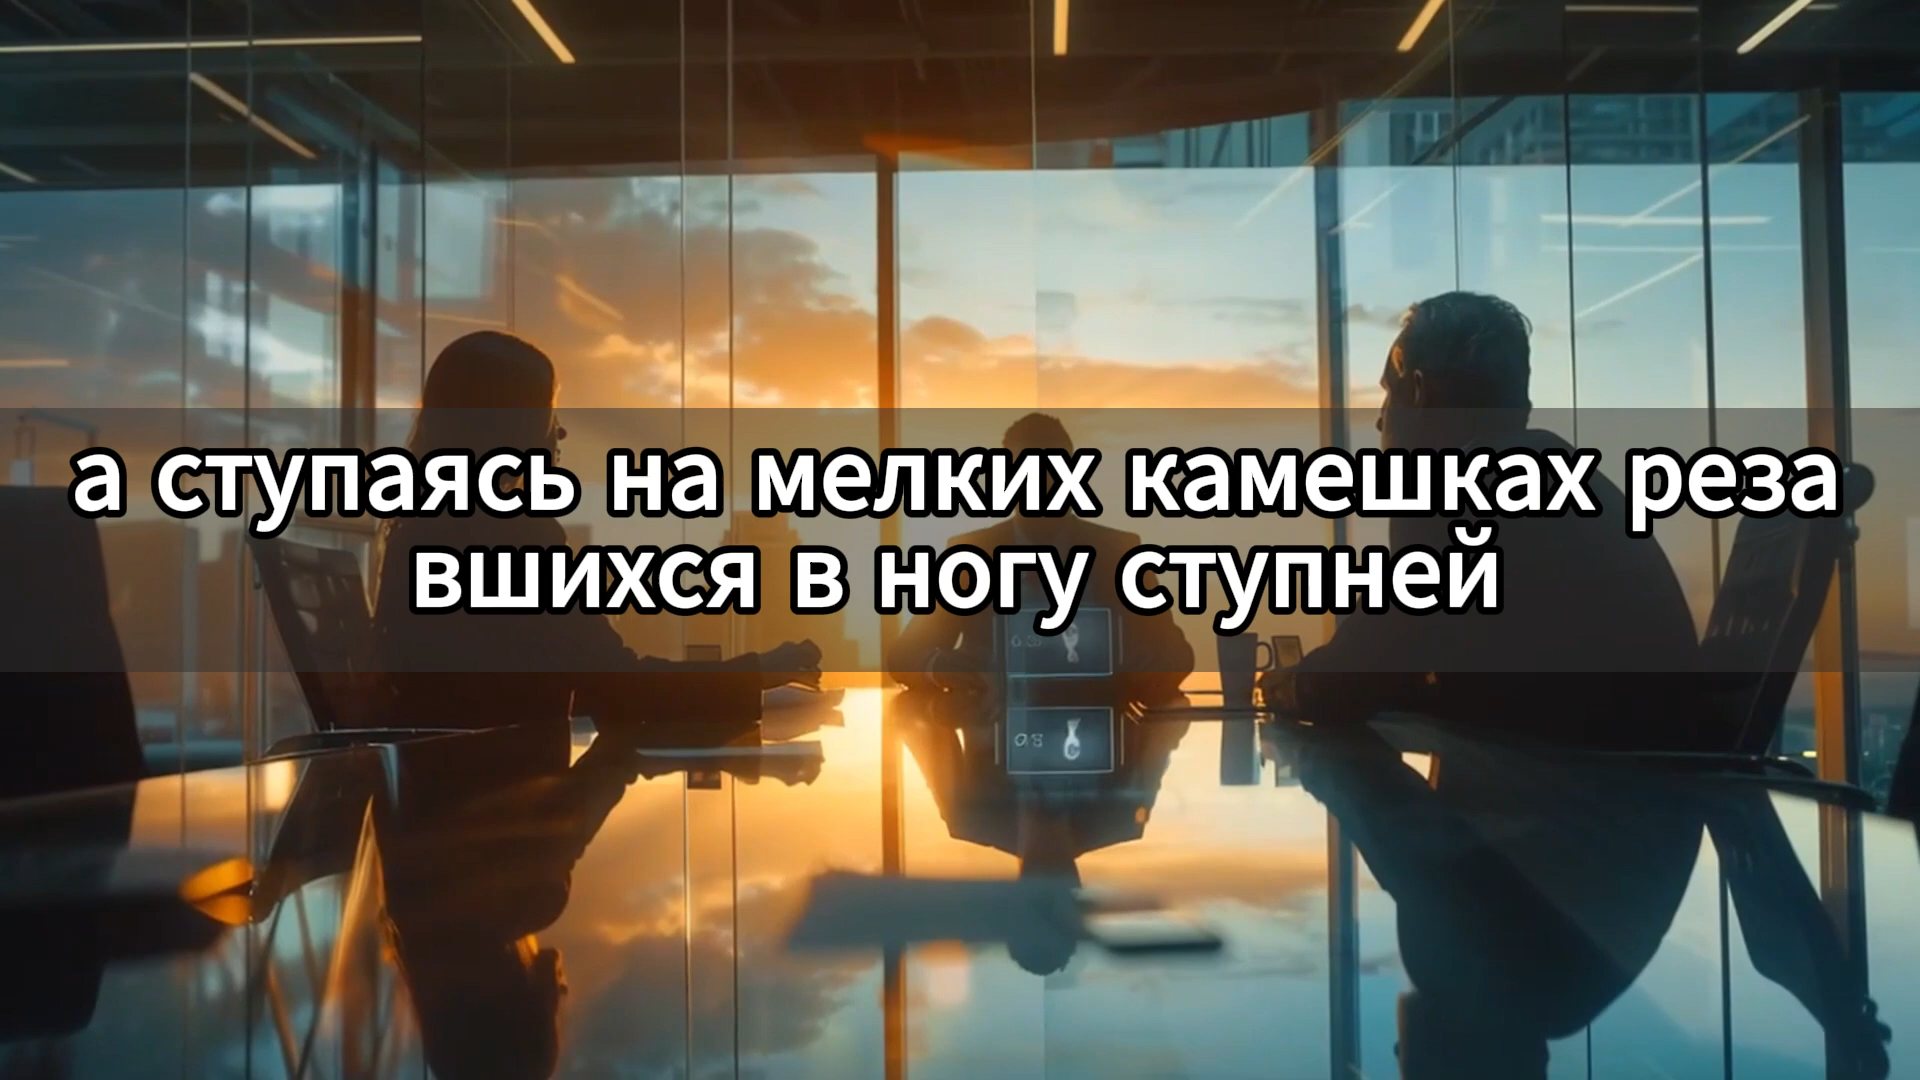 а ступаясь на мелких камешках реза
вшихся в ногу ступней